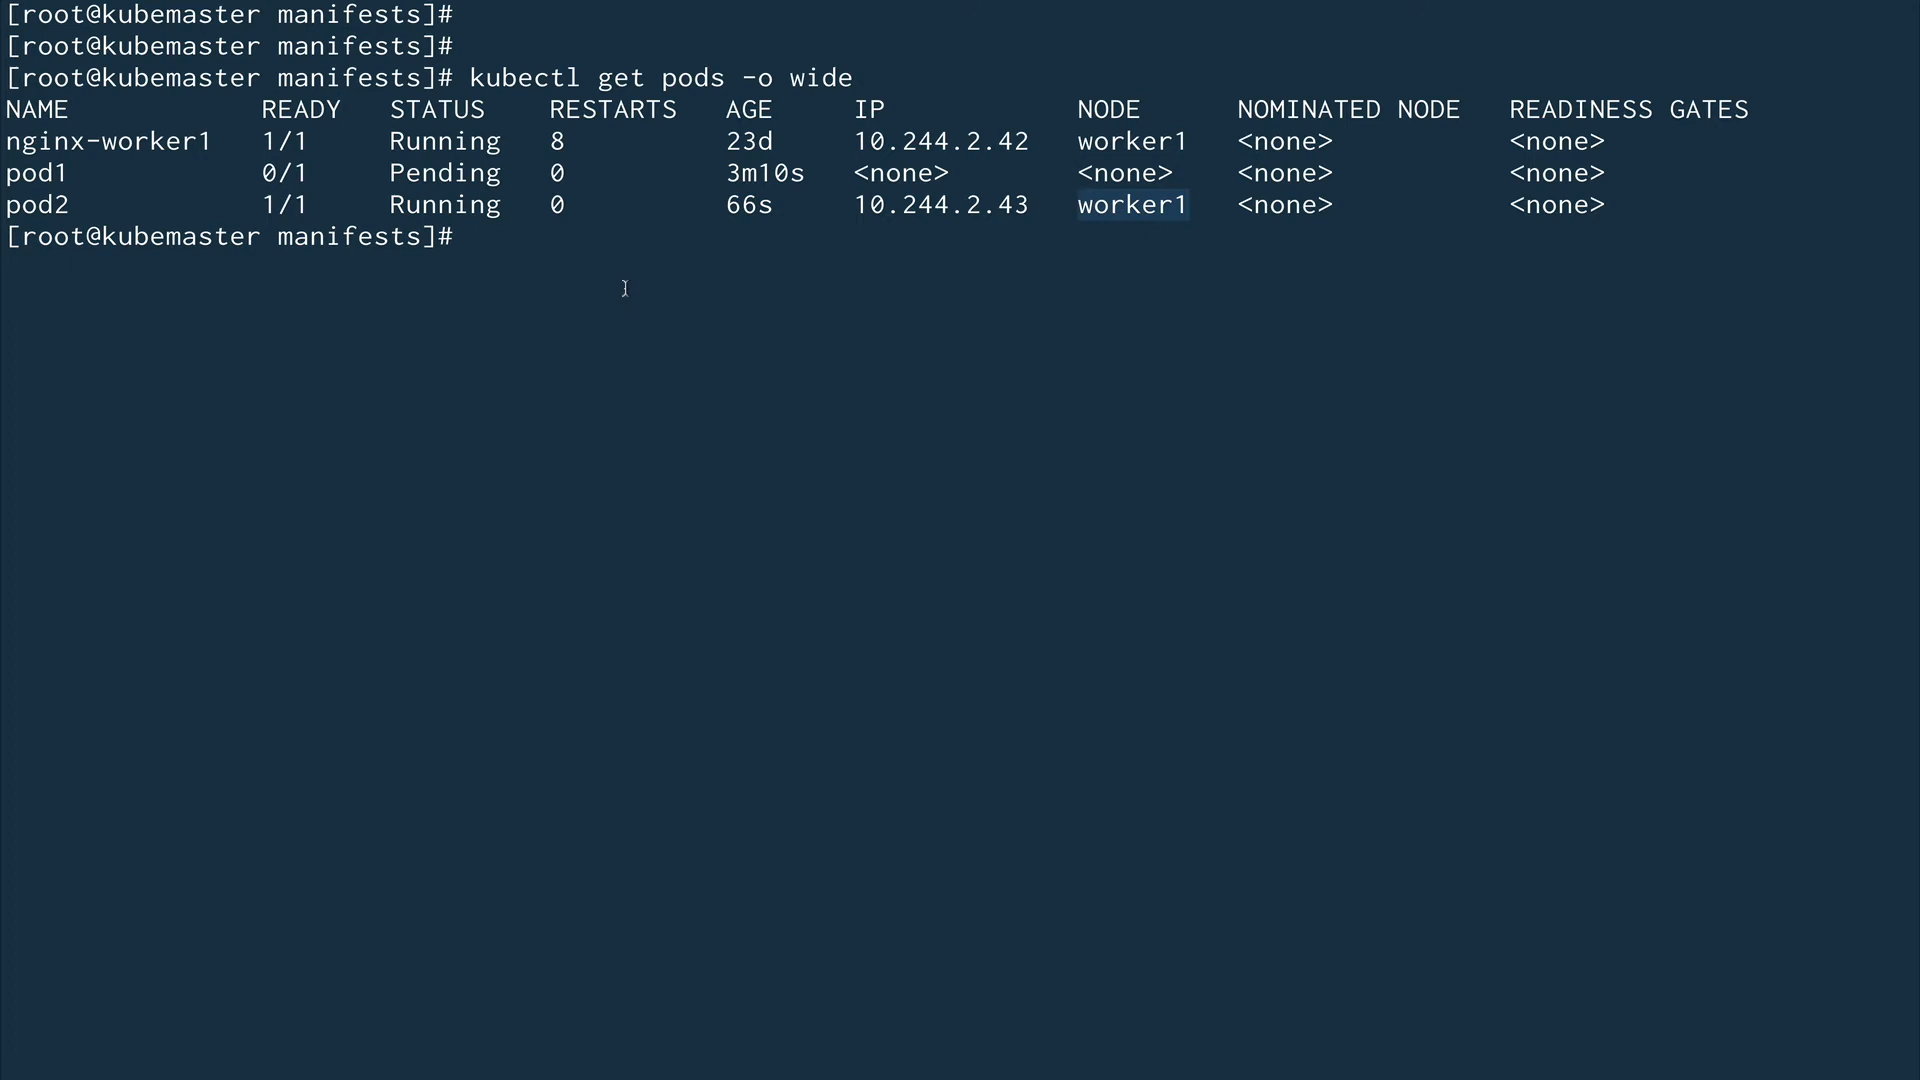 [root@kubemaster manifests]#
[root@kubemaster manifests]#
[root@kubemaster manifests]# kubectl get pods -o wide
NAME READY STATUS RESTARTS AGE IP NODE NOMINATED NODE READINESS GATES
nginx-worker1 1/1 Running 8 23d 10.244.2.42 worker1 <none> <none>
pod1 0/1 Pending 0 3m10s <none> <none> <none> <none>
pod2 1/1 Running 0 66s 10.244.2.43 worker1 <none> <none>
[root@kubemaster manifests]#